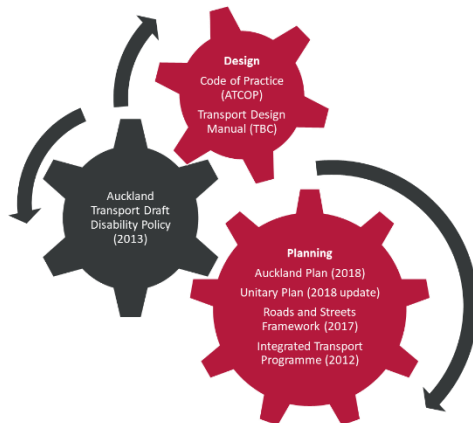 Design
Code of Practice
(ATCOP)
Transport Design
Manual (TBC)
Auckland
Transport Draft
Disability Policy
(2013)
Planning
Auckland Plan (2018)
Unitary Plan (2018 update)
Roads and Streets
Framework (2017)
Integrated Transport
Programme (2012)